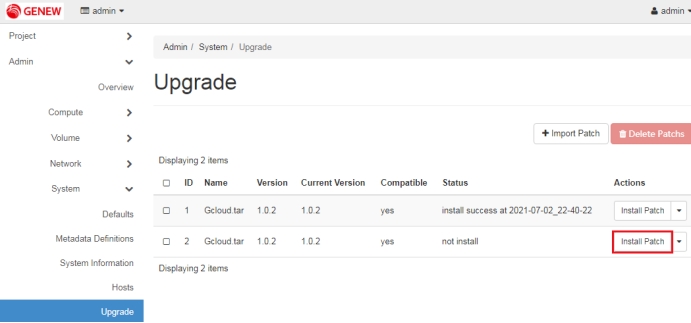 GENEW admin admin
Project
Admin
Overview
Compute
Volume
Network
System
Defaults
Metadata Definitions
System Information
Hosts
Upgrade
Admin / System / Upgrade
Upgrade
Import Patch Delete Patchs
Displaying 2 items
ID Name Version Current Version Compatible Status Actions
1 Gcloud.tar 1.0.2 1.0.2 yes install success at 2021-07-02_22-40-22 Install Patch
2 Gcloud.tar 1.0.2 1.0.2 yes not install Install Patch
Displaying 2 items